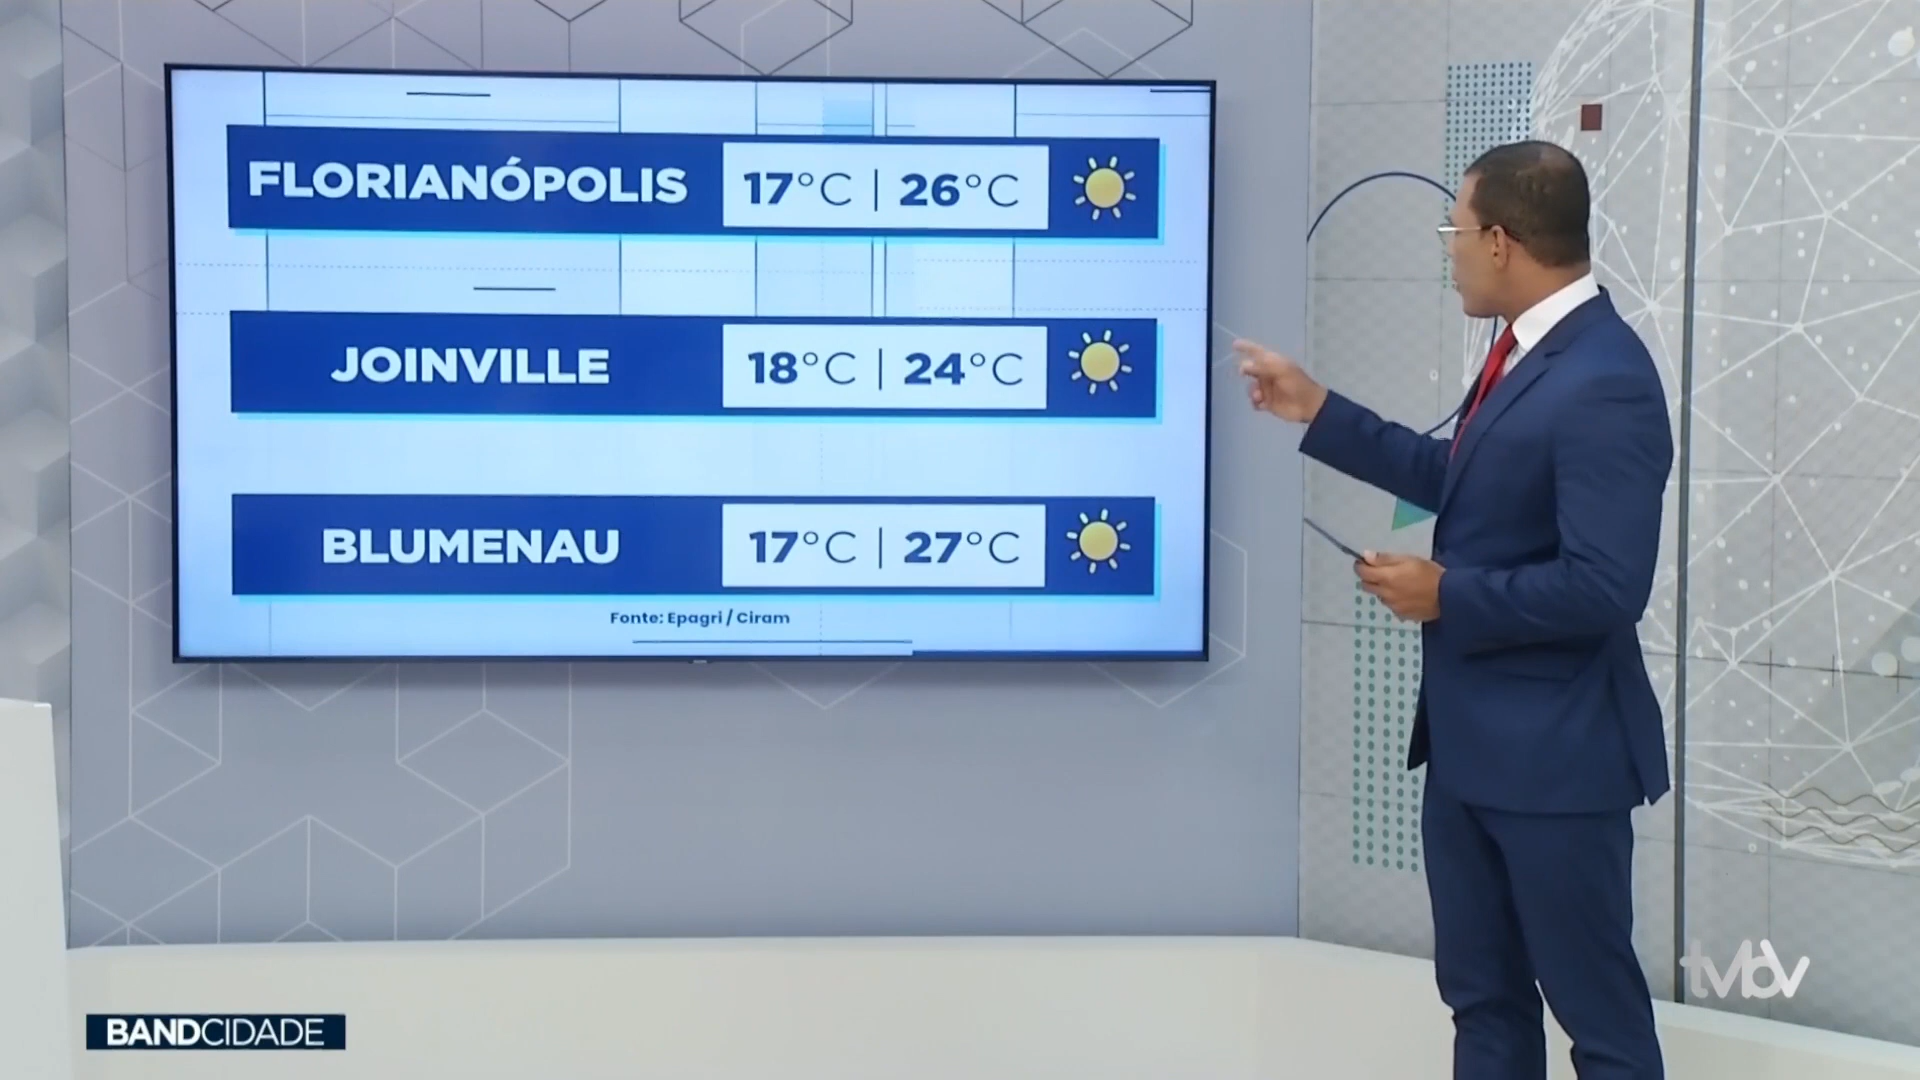 FLORIANÓPOLIS 17°C | 26°C
JOINVILLE 18°C | 24°C
BLUMENAU 17°C | 27°C
Fonte: Epagri / Ciram
BANDCIDADE
tvbv